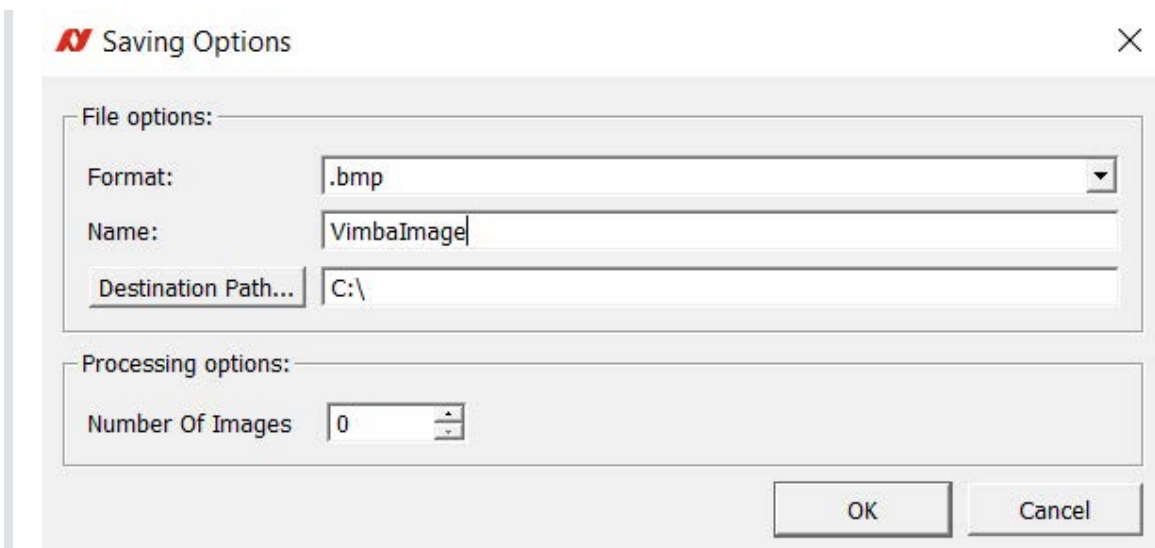 Saving Options
File options:
Format: .bmp
Name: VimbaImage
Destination Path... C:\
Processing options:
Number Of Images 0
OK Cancel